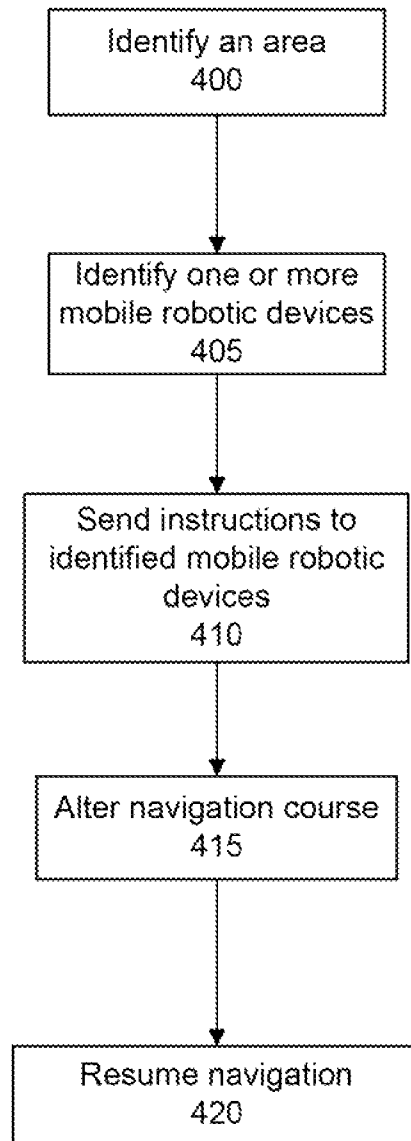 Identify an area
400
Identify one or more
mobile robotic devices
405
Send instructions to
identified mobile robotic
devices
410
Alter navigation course
415
Resume navigation
420